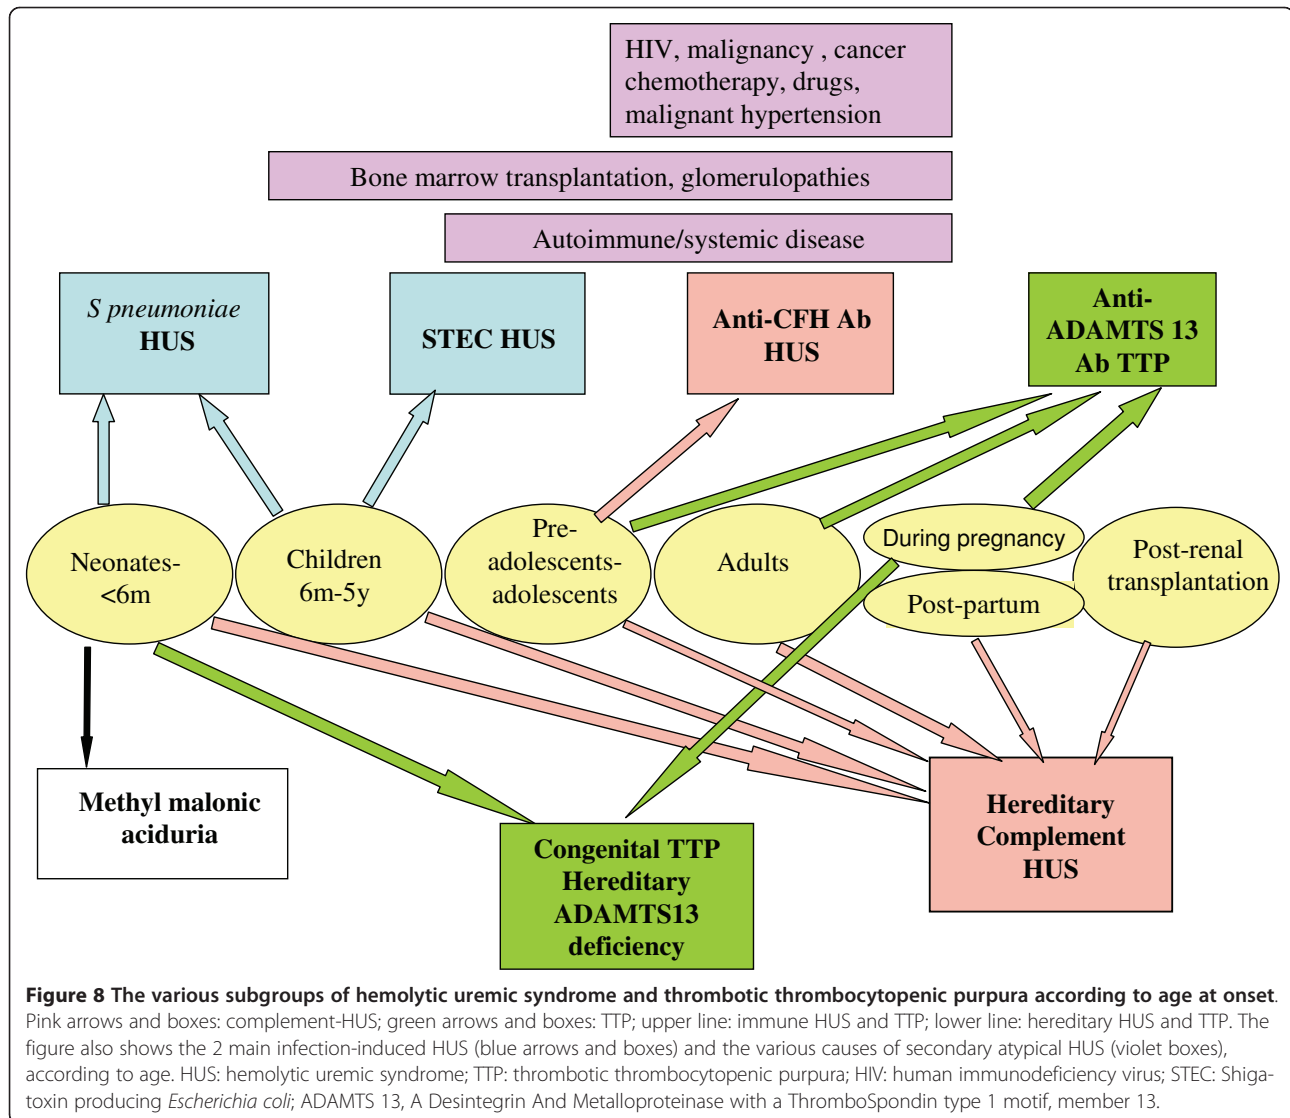 HIV, malignancy , cancer
chemotherapy, drugs,
malignant hypertension
Bone marrow transplantation, glomerulopathies
Autoimmune/systemic disease
S pneumoniae
HUS
STEC HUS
Anti-CFH Ab
HUS
Anti-
ADAMTS 13
Ab TTP
Neonates-
<6m
Children
6m-5y
Pre-
adolescents-
adolescents
Adults
During pregnancy
Post-partum
Post-renal
transplantation
Methyl malonic
aciduria
Congenital TTP
Hereditary
ADAMTS13
deficiency
Hereditary
Complement
HUS
Figure 8 The various subgroups of hemolytic uremic syndrome and thrombotic thrombocytopenic purpura according to age at onset.
Pink arrows and boxes: complement-HUS; green arrows and boxes: TTP; upper line: immune HUS and TTP; lower line: hereditary HUS and TTP. The
figure also shows the 2 main infection-induced HUS (blue arrows and boxes) and the various causes of secondary atypical HUS (violet boxes),
according to age. HUS: hemolytic uremic syndrome; TTP: thrombotic thrombocytopenic purpura; HIV: human immunodeficiency virus; STEC: Shiga-
toxin producing Escherichia coli; ADAMTS 13, A Desintegrin And Metalloproteinase with a ThromboSpondin type 1 motif, member 13.